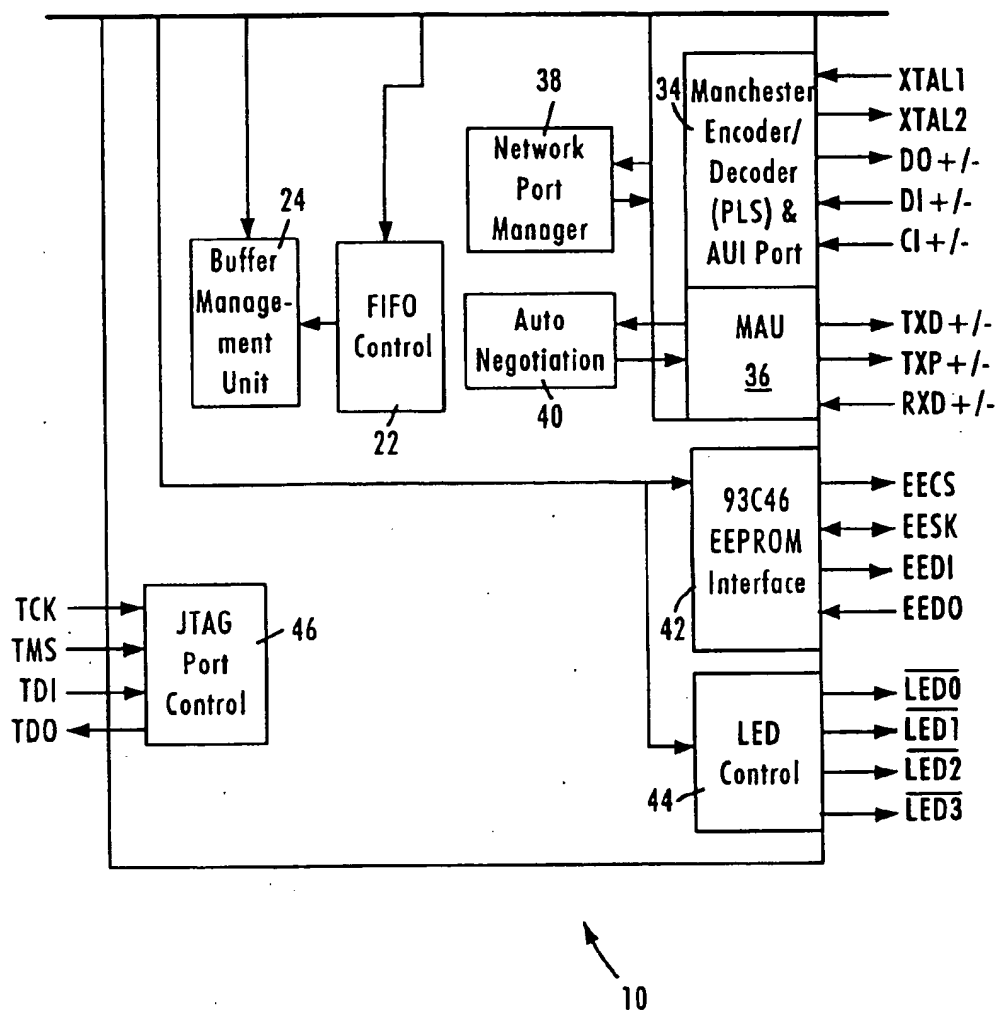 38
Network
Port
Manager
34
Manchester
Encoder/
Decoder
(PLS) &
AUI Port
XTAL1
XTAL2
DO +/-
DI +/-
CI +/-
24
Buffer
Manage-
ment
Unit
FIFO
Control
22
Auto
Negotiation
40
MAU
36
TXD +/-
TXP +/-
RXD +/-
93C46
EEPROM
Interface
42
EECS
EESK
EEDI
EEDO
TCK
TMS
TDI
TDO
JTAG
Port
Control
46
LED
Control
44
LED0
LED1
LED2
LED3
10